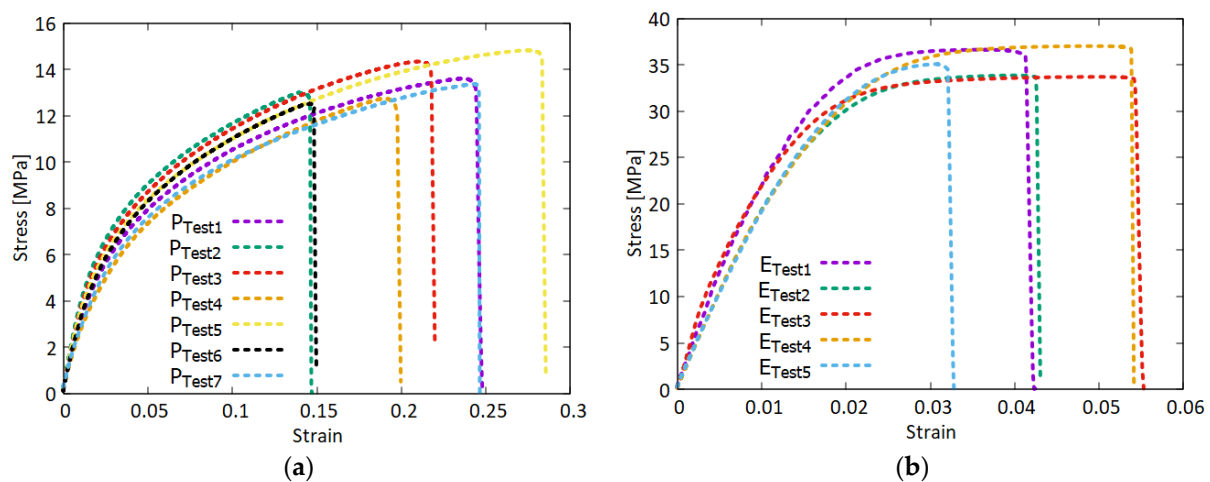 16
14
12
10
8
6
4
2
0
Stress [MPa]
P_Test1
P_Test2
P_Test3
P_Test4
P_Test5
P_Test6
P_Test7
0 0.05 0.1 0.15 0.2 0.25 0.3
Strain
(a)
40
35
30
25
20
15
10
5
0
Stress [MPa]
E_Test1
E_Test2
E_Test3
E_Test4
E_Test5
0 0.01 0.02 0.03 0.04 0.05 0.06
Strain
(b)